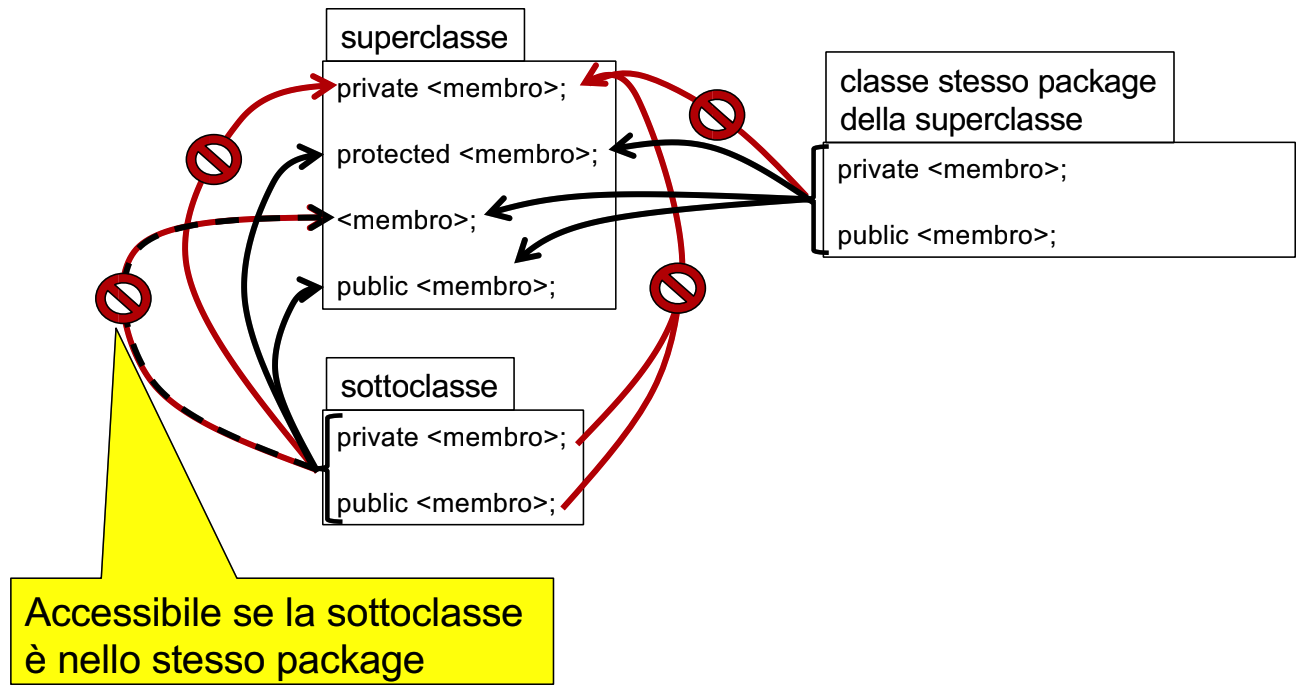 superclasse
private <membro>;
protected <membro>;
<membro>;
public <membro>;
classe stesso package
della superclasse
private <membro>;
public <membro>;
sottoclasse
private <membro>;
public <membro>;
Accessibile se la sottoclasse
è nello stesso package